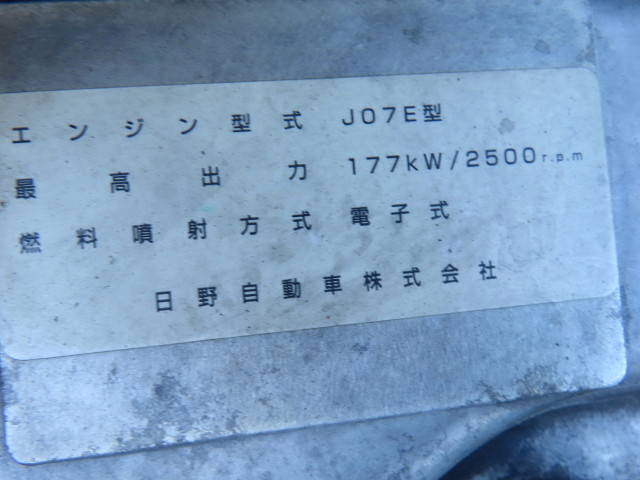 エンジン型式 J07E型
最高出力 177kW/2500r.p.m
燃料噴射方式 電子式
日野自動車株式会社